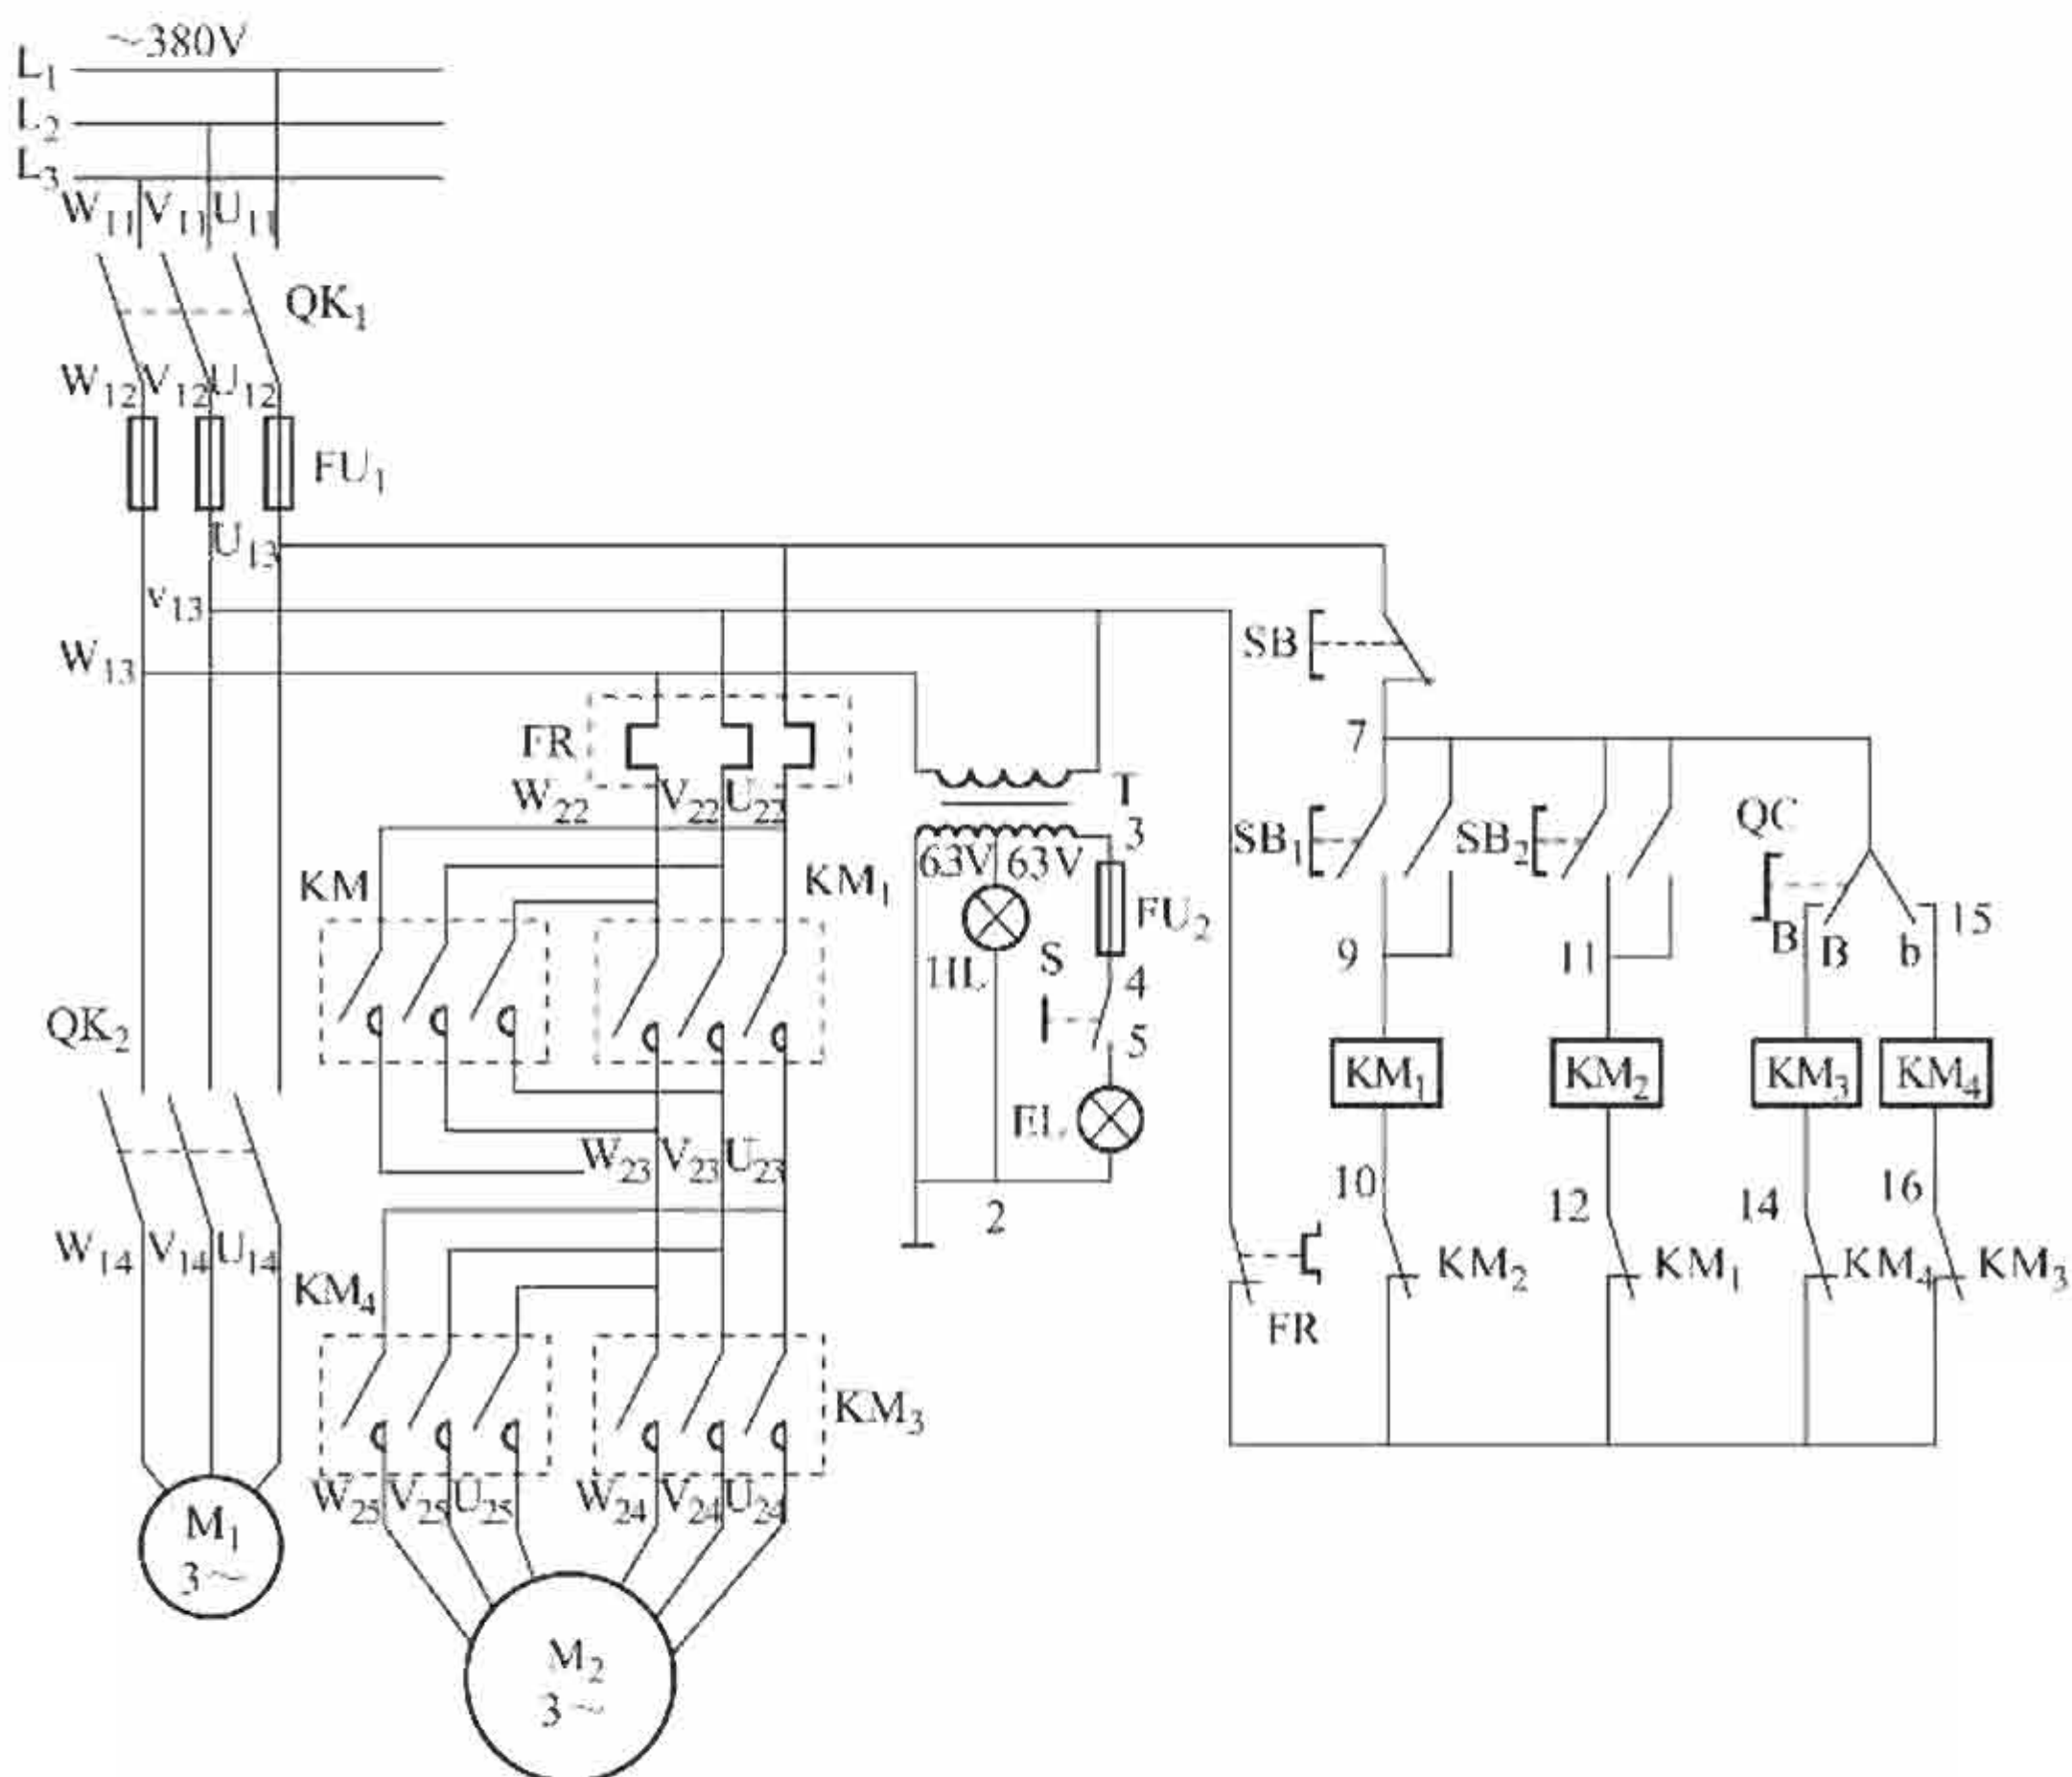 ~380V
L1
L2
L3
W11 V11 U11
QK1
W12 V12 U12
FU1
U13
V13
W13
SB
FR
7
W22 V22 U22
T
3
63V 63V
QC
SB1
SB2
KM
KM1
FU2
S
15
B B b
9
11
HL
4
5
QK2
KM1
KM2
KM3
KM4
EL
W23 V23 U23
10
12
14
16
2
W14 V14 U14
KM4
KM2
KM1
KM4
KM3
FR
KM3
W25 V25 U25
W24 V24 U24
M1
3~
M2
3~